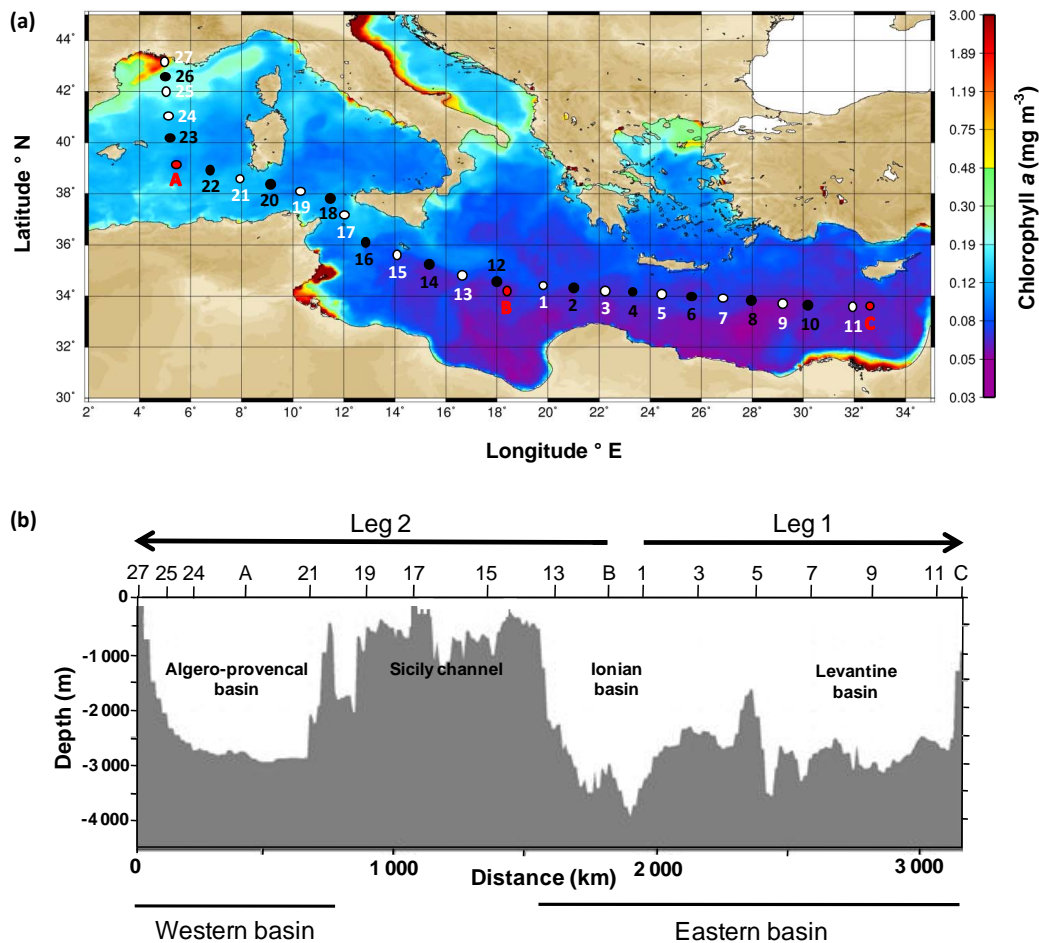 (a)
44°
42°
40°
38°
36°
34°
32°
30°
Latitude ° N
2° 4° 6° 8° 10° 12° 14° 16° 18° 20° 22° 24° 26° 28° 30° 32° 34°
Longitude ° E
27
26
25
24
23
A
22
21
20
19
18
17
16
15
14
13
12
B
1
2
3
4
5
6
7
8
9
10
11
C
3.00
1.89
1.19
0.75
0.48
0.30
0.19
0.12
0.08
0.05
0.03
Chlorophyll a (mg m-3)
(b)
Leg 2 Leg 1
27 25 24 A 21 19 17 15 13 B 1 3 5 7 9 11 C
0
-1 000
-2 000
-3 000
-4 000
Depth (m)
Algero-provencal
basin
Sicily channel
Ionian
basin
Levantine
basin
0 1 000 2 000 3 000
Distance (km)
Western basin Eastern basin